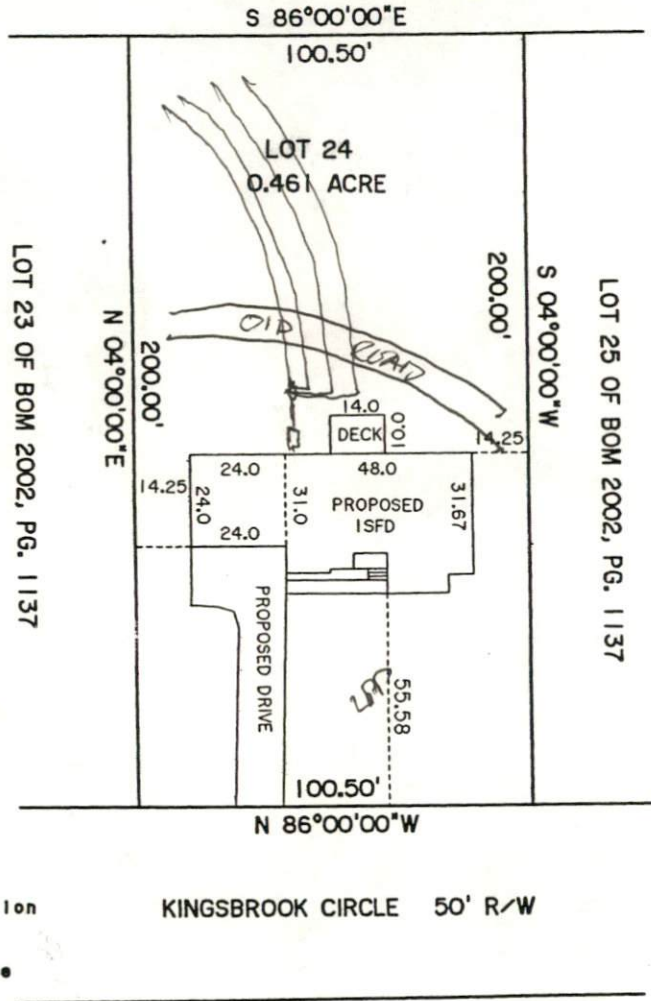 S 86°00'00"E
100.50'
LOT 24
0.461 ACRE
LOT 23 OF BOM 2002, PG. 1137
N 04°00'00"E
200.00'
200.00'
S 04°00'00"W
LOT 25 OF BOM 2002, PG. 1137
OLD ROAD
14.0
DECK
10.0
14.25
24.0
48.0
14.25
24.0
31.0
PROPOSED
1SFD
31.67
24.0
PROPOSED DRIVE
55.58
100.50'
N 86°00'00"W
ion
KINGSBROOK CIRCLE 50' R/W
e